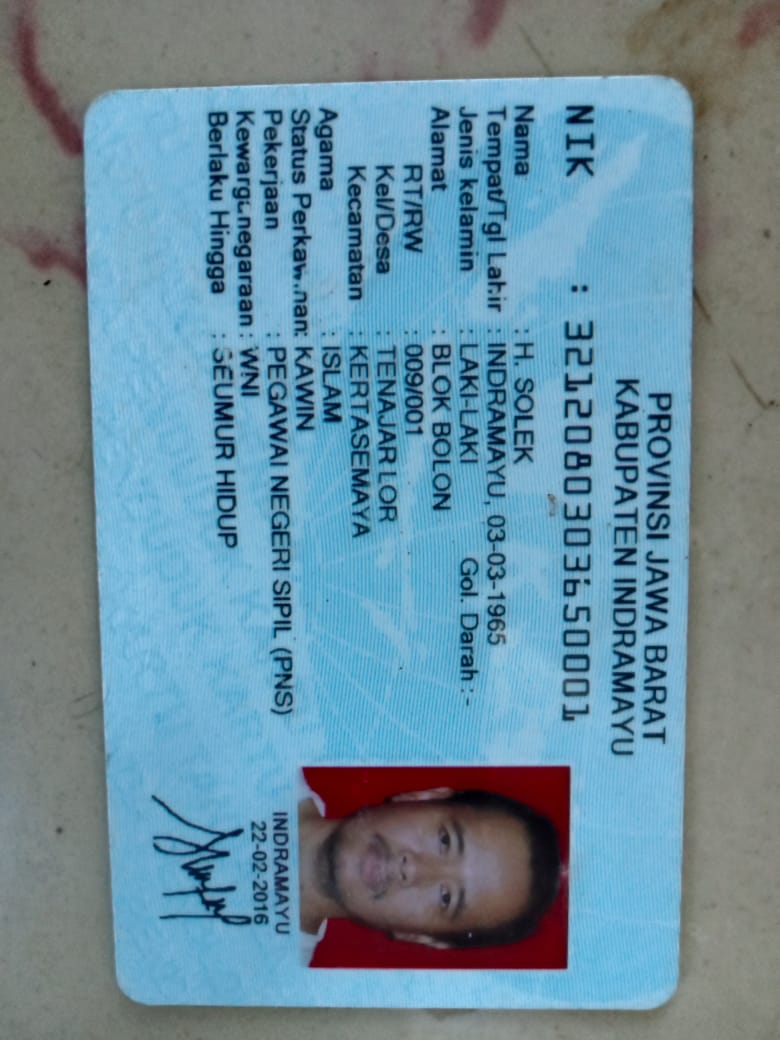 PROVINSI JAWA BARAT
KABUPATEN INDRAMAYU
NIK : 3212080303650001
Nama : H. SOLEK
Tempat/Tgl Lahir : INDRAMAYU, 03-03-1965
Jenis kelamin : LAKI-LAKI Gol. Darah :-
Alamat : BLOK BOLON
RT/RW : 009/001
Kel/Desa : TENAJAR LOR
Kecamatan : KERTASEMAYA
Agama : ISLAM
Status Perkawinan: KAWIN
Pekerjaan : PEGAWAI NEGERI SIPIL (PNS)
Kewarganegaraan : WNI
Berlaku Hingga : SEUMUR HIDUP
INDRAMAYU
22-02-2016